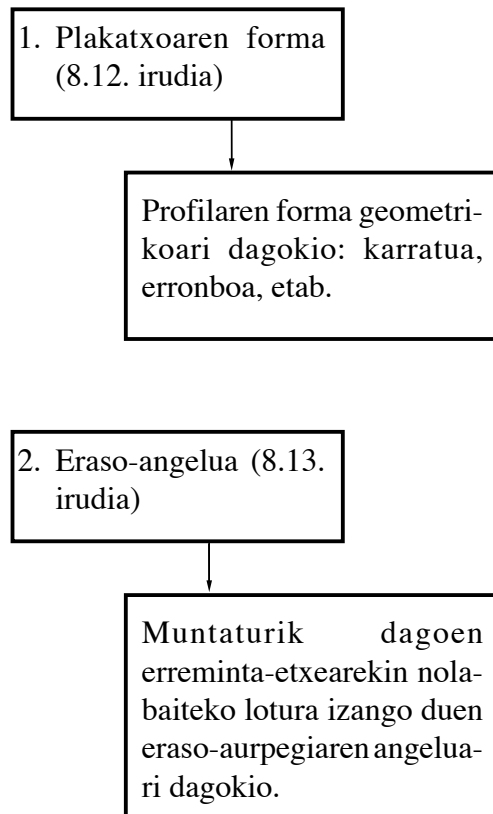 1. Plakatxoaren forma
(8.12. irudia)
Profilaren forma geometri-
koari dagokio: karratua,
erronboa, etab.
2. Eraso-angelua (8.13.
irudia)
Muntaturik dagoen
erreminta-etxearekin nola-
baiteko lotura izango duen
eraso-aurpegiaren angelua-
ri dagokio.